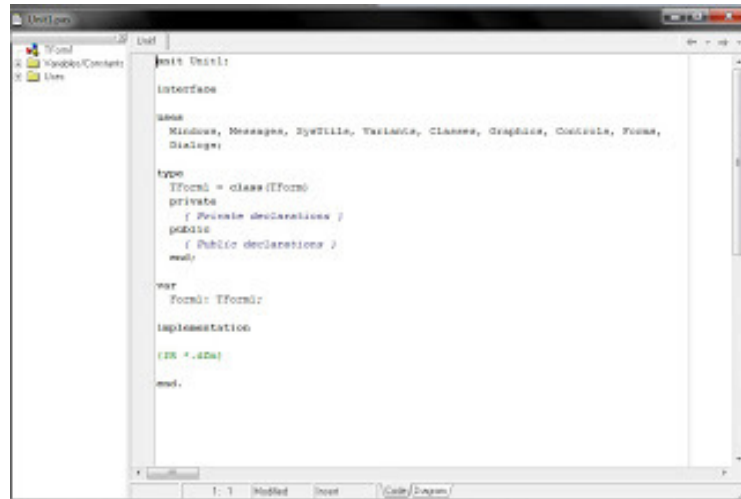 Unit1.pas
TForm1
Variables/Constants
Uses
Unit1
unit Unit1;
interface
uses
Windows, Messages, SysUtils, Variants, Classes, Graphics, Controls, Forms,
Dialogs;
type
TForm1 = class(TForm)
private
{ Private declarations }
public
{ Public declarations }
end;
var
Form1: TForm1;
implementation
{$R *.dfm}
end.
1: 1 Modified Insert Code Diagram